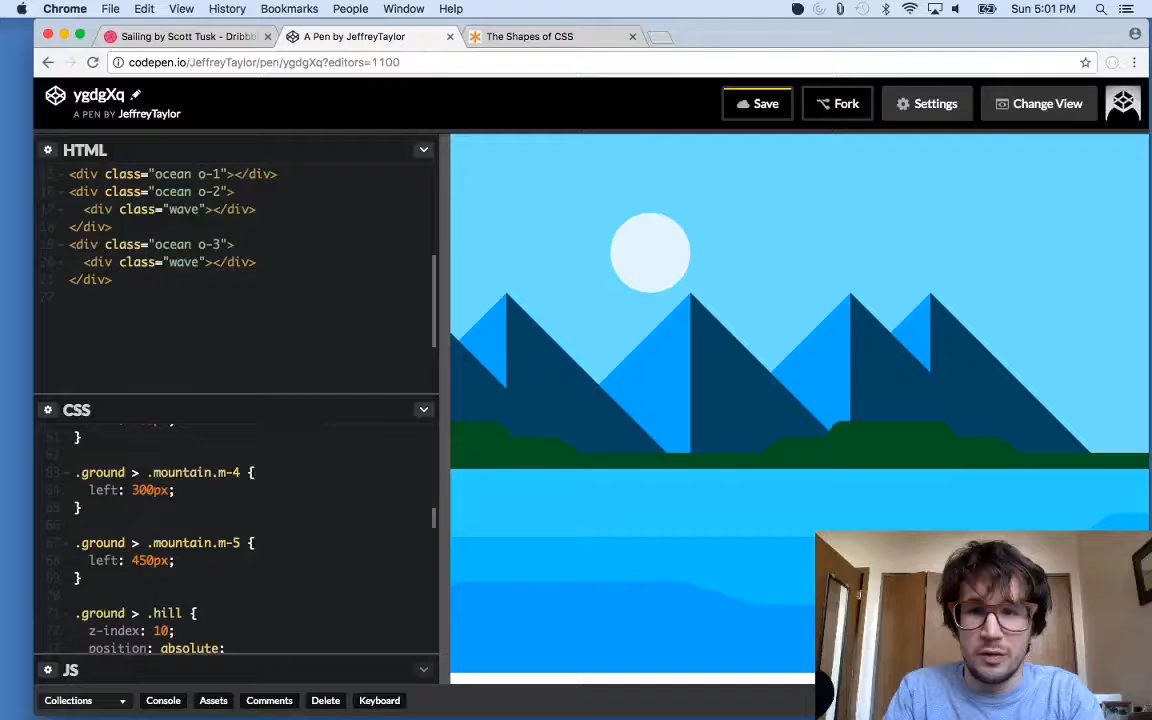 Chrome File Edit View History Bookmarks People Window Help Sun 5:01 PM
Sailing by Scott Tusk - Dribbb A Pen by JeffreyTaylor The Shapes of CSS
codepen.io/JeffreyTaylor/pen/ygdgXq?editors=1100
ygdgXq
A PEN BY JeffreyTaylor
Save Fork Settings Change View
HTML
<div class="ocean o-1"></div>
<div class="ocean o-2">
<div class="wave"></div>
</div>
<div class="ocean o-3">
<div class="wave"></div>
</div>
22
CSS
}
.ground > .mountain.m-4 {
left: 300px;
}
.ground > .mountain.m-5 {
left: 450px;
}
.ground > .hill {
z-index: 10;
position: absolute;
JS
Collections Console Assets Comments Delete Keyboard